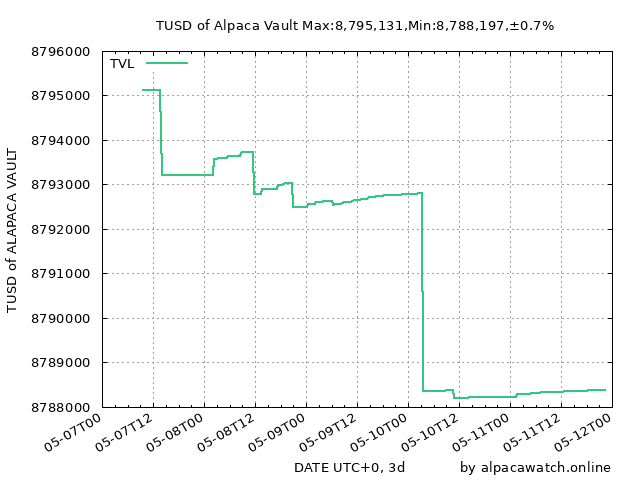 TUSD of Alpaca Vault Max:8,795,131,Min:8,788,197,±0.7%
TVL
8796000
8795000
8794000
8793000
8792000
8791000
8790000
8789000
8788000
TUSD of ALAPACA VAULT
05-07T00
05-07T12
05-08T00
05-08T12
05-09T00
05-09T12
05-10T00
05-10T12
05-11T00
05-11T12
05-12T00
DATE UTC+0, 3d
by alpacawatch.online